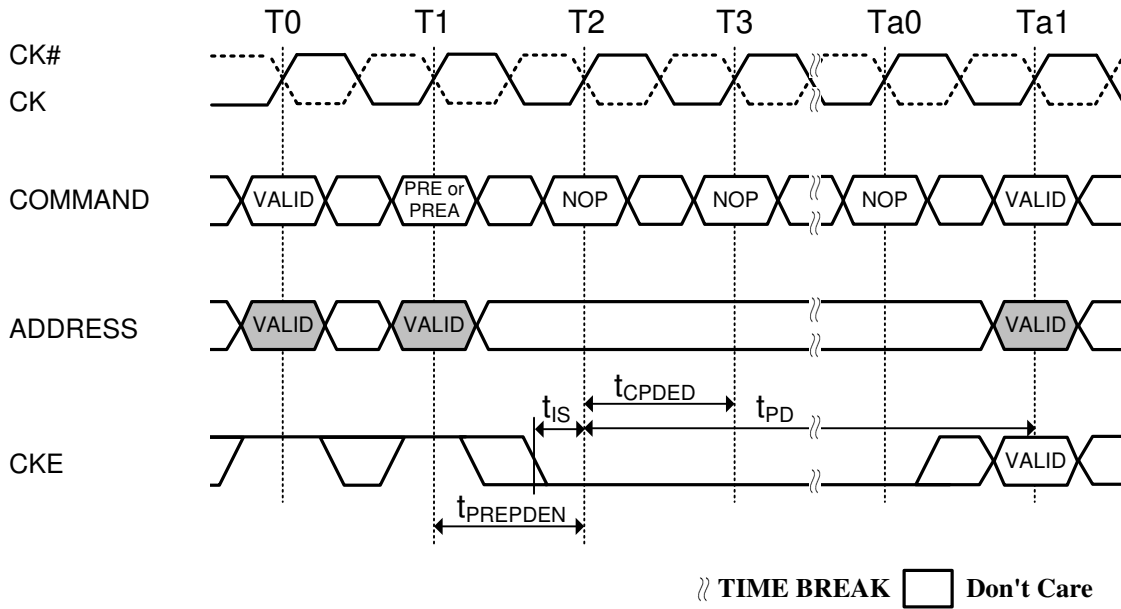 T0 T1 T2 T3 Ta0 Ta1
CK#
CK
COMMAND VALID PRE or PREA NOP NOP NOP VALID
ADDRESS VALID VALID VALID
tIS tCPDED tPD
CKE VALID
tPREPDEN
TIME BREAK Don't Care